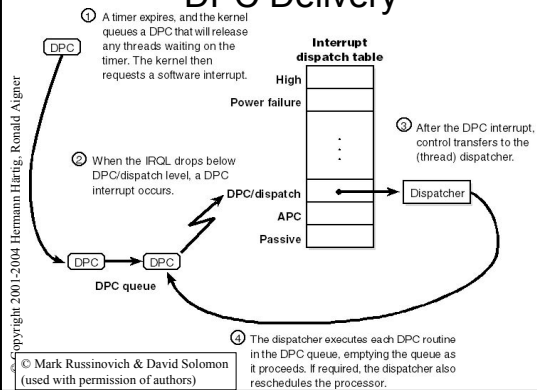 DPC Delivery
① A timer expires, and the kernel
queues a DPC that will release
any threads waiting on the
timer. The kernel then
requests a software interrupt.
DPC
Interrupt
dispatch table
High
Power failure
③ After the DPC interrupt,
control transfers to the
(thread) dispatcher.
② When the IRQL drops below
DPC/dispatch level, a DPC
interrupt occurs.
DPC/dispatch
Dispatcher
APC
Passive
DPC
DPC
DPC queue
④ The dispatcher executes each DPC routine
in the DPC queue, emptying the queue as
it proceeds. If required, the dispatcher also
reschedules the processor.
© Copyright 2001-2004 Hermann Härtig, Ronald Aigner
© Mark Russinovich & David Solomon
(used with permission of authors)